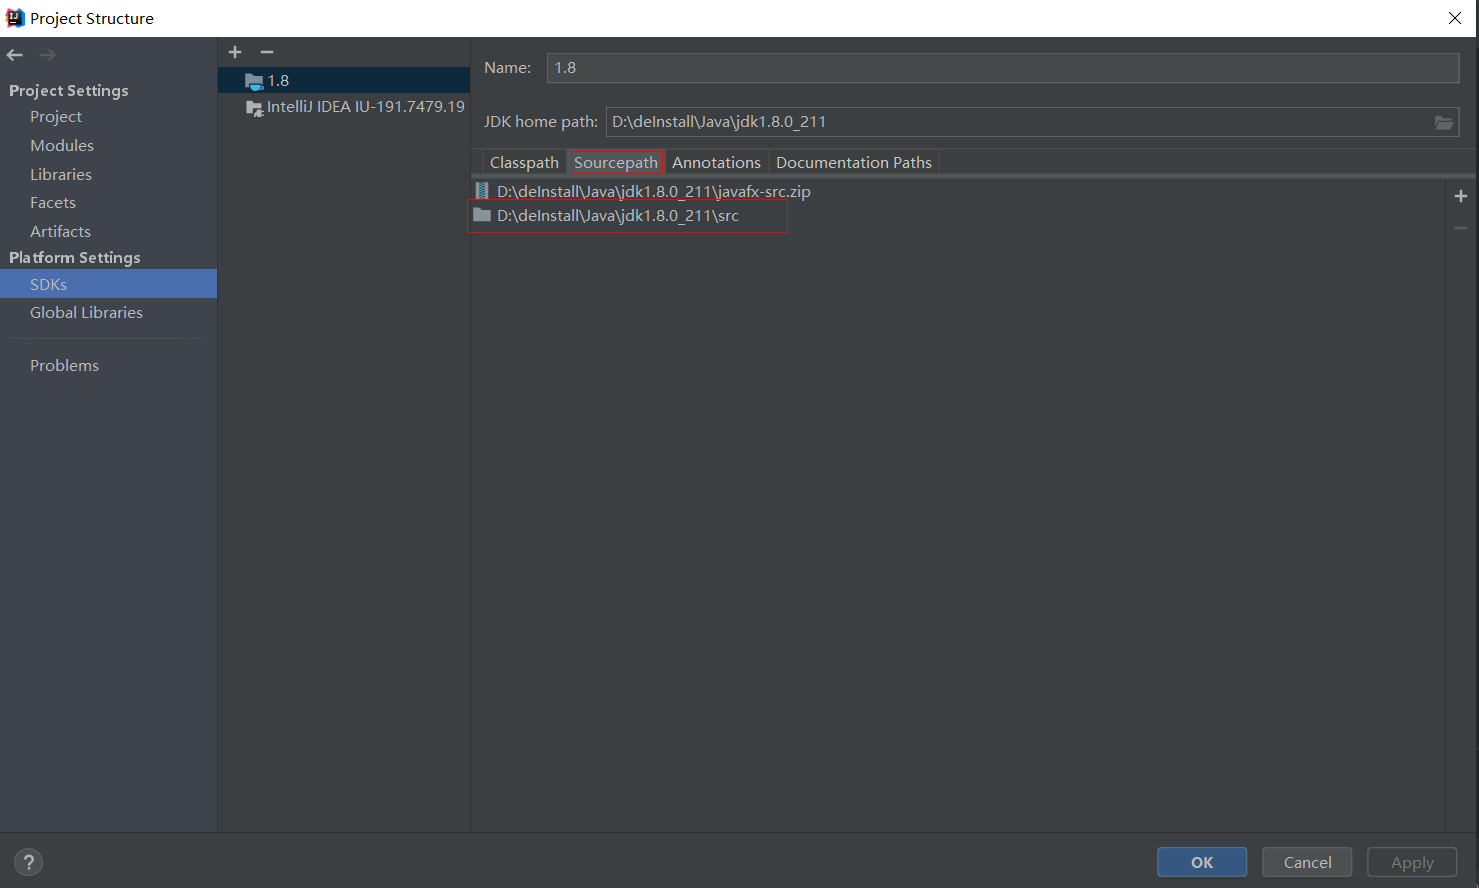 Project Structure
Project Settings
Project
Modules
Libraries
Facets
Artifacts
Platform Settings
SDKs
Global Libraries
Problems
1.8
IntelliJ IDEA IU-191.7479.19
Name: 1.8
JDK home path: D:\deInstall\Java\jdk1.8.0_211
Classpath Sourcepath Annotations Documentation Paths
D:\deInstall\Java\jdk1.8.0_211\javafx-src.zip
D:\deInstall\Java\jdk1.8.0_211\src
? OK Cancel Apply